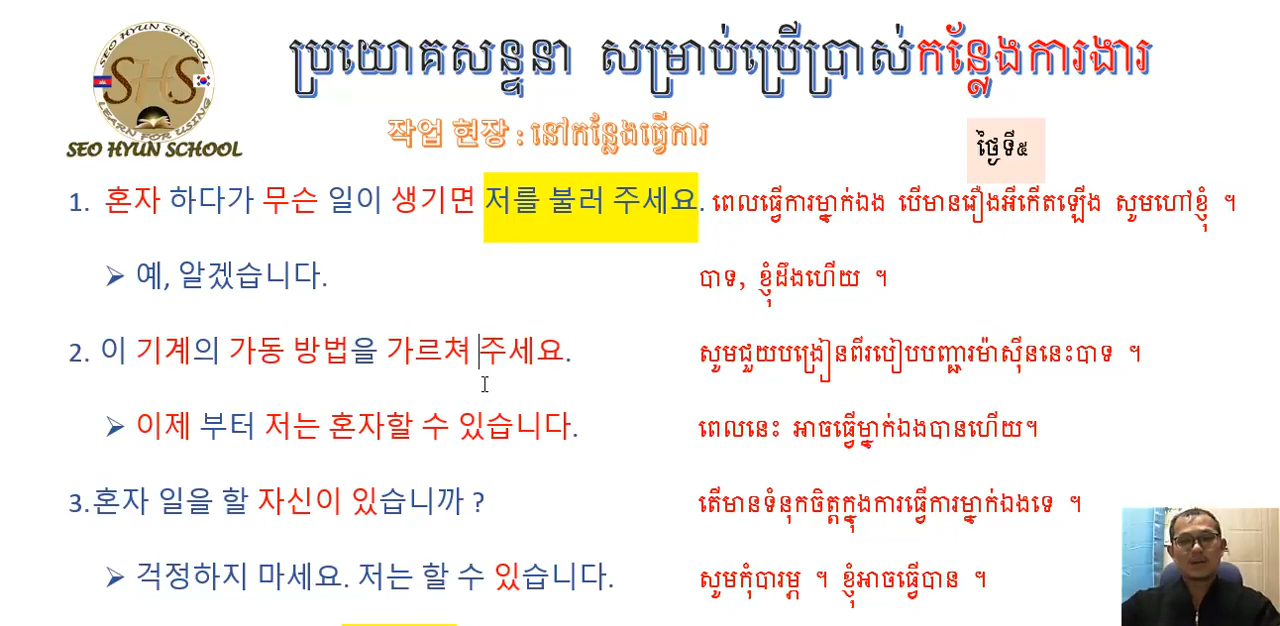 SEO HYUN SCHOOL
SHS
LEARN FOR USING
SEO HYUN SCHOOL
ប្រយោគសន្ទនា សម្រាប់ប្រើប្រាស់កន្លែងការងារ
작업 현장 : នៅកន្លែងធ្វើការ
ថ្ងៃទី៥
1. 혼자 하다가 무슨 일이 생기면 저를 불러 주세요. ពេលធ្វើការម្នាក់ឯង បើមានរឿងអីកើតឡើង សូមហៅខ្ញុំ ។
➢ 예, 알겠습니다. បាទ, ខ្ញុំដឹងហើយ ។
2. 이 기계의 가동 방법을 가르쳐 주세요. សូមជួយបង្រៀនពីរបៀបបញ្ជារម៉ាស៊ីននេះបាទ ។
➢ 이제 부터 저는 혼자할 수 있습니다. ពេលនេះ អាចធ្វើម្នាក់ឯងបានហើយ។
3.혼자 일을 할 자신이 있습니까 ? តើមានទំនុកចិត្តក្នុងការធ្វើការម្នាក់ឯងទេ ។
➢ 걱정하지 마세요. 저는 할 수 있습니다. សូមកុំបារម្ភ ។ ខ្ញុំអាចធ្វើបាន ។